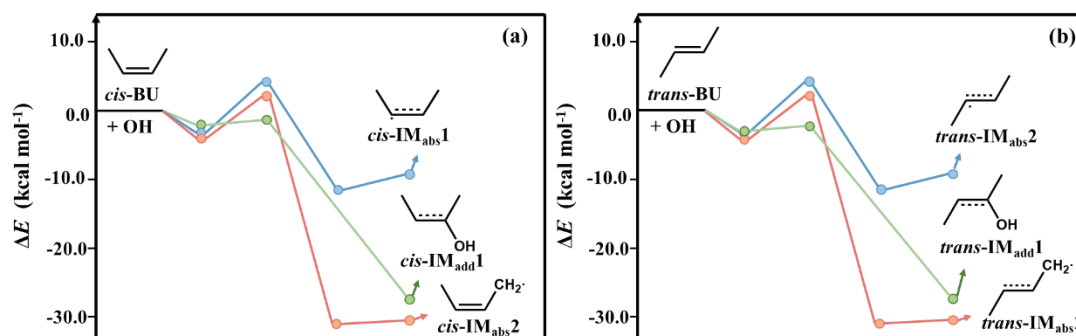 (a)
10.0
0.0
-10.0
-20.0
-30.0
ΔE (kcal mol⁻¹)
cis-BU
+ OH
cis-IMabs1
OH
cis-IMadd1
CH₂·
cis-IMabs2
(b)
10.0
0.0
-10.0
-20.0
-30.0
ΔE (kcal mol⁻¹)
trans-BU
+ OH
trans-IMabs2
OH
trans-IMadd1
CH₂·
trans-IMabs